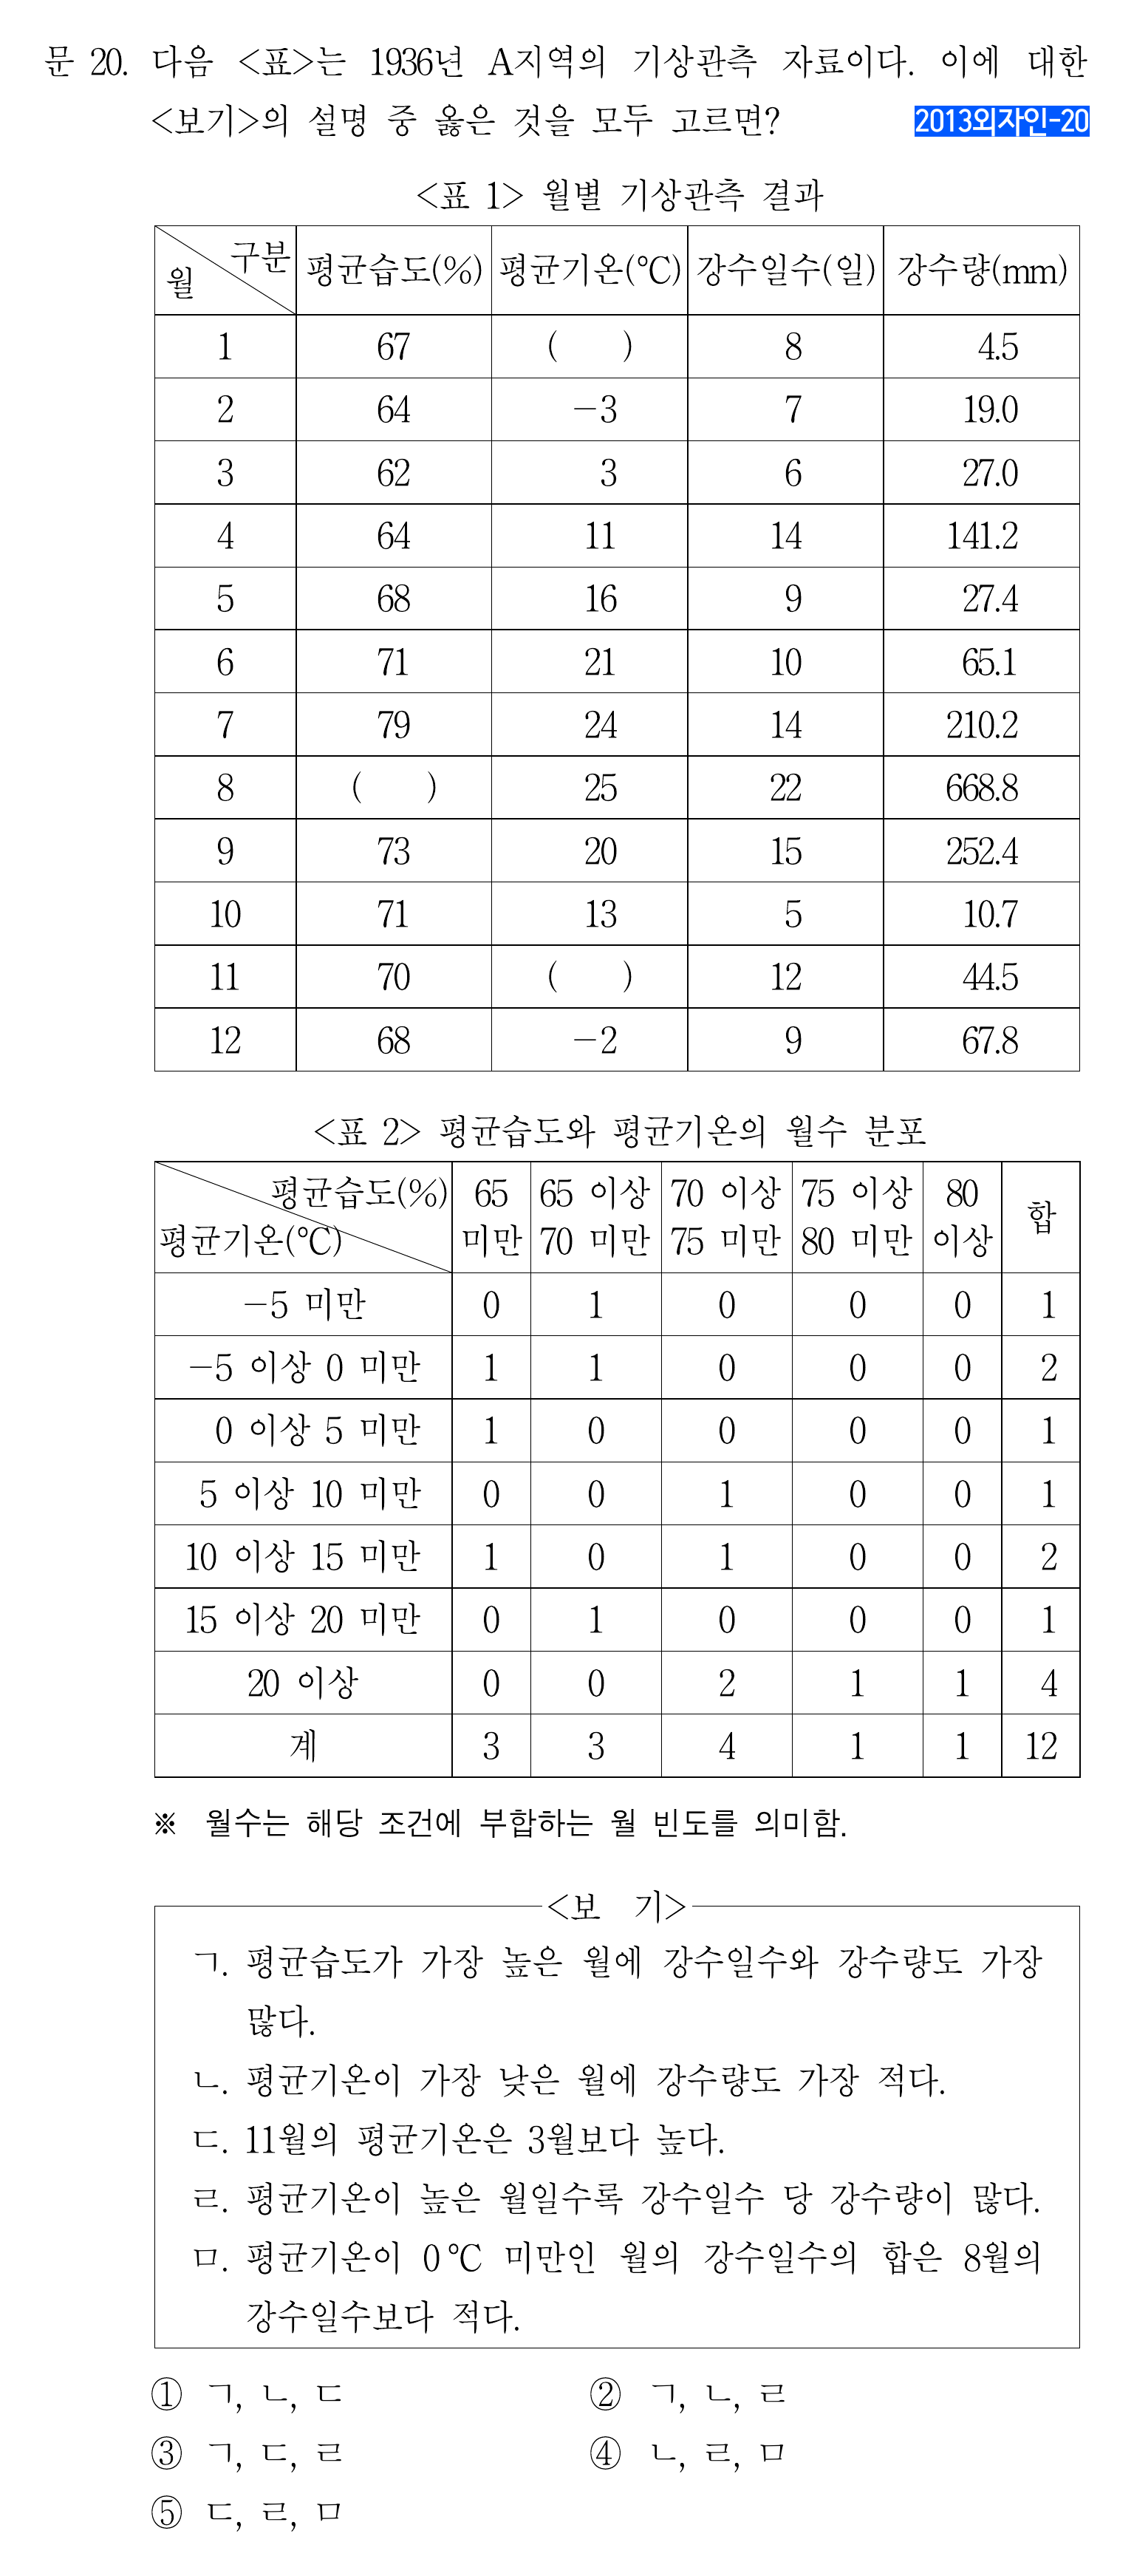 문 20. 다음 <표>는 1936년 A지역의 기상관측 자료이다. 이에 대한
<보기>의 설명 중 옳은 것을 모두 고르면?
2013외자인-20
<표 1> 월별 기상관측 결과
월 구분 평균습도(%) 평균기온(℃) 강수일수(일) 강수량(mm)
1 67 ( ) 8 4.5
2 64 -3 7 19.0
3 62 3 6 27.0
4 64 11 14 141.2
5 68 16 9 27.4
6 71 21 10 65.1
7 79 24 14 210.2
8 ( ) 25 22 668.8
9 73 20 15 252.4
10 71 13 5 10.7
11 70 ( ) 12 44.5
12 68 -2 9 67.8
<표 2> 평균습도와 평균기온의 월수 분포
평균습도(%) 65 65 이상 70 이상 75 이상 80 합
평균기온(℃) 미만 70 미만 75 미만 80 미만 이상
-5 미만 0 1 0 0 0 1
-5 이상 0 미만 1 1 0 0 0 2
0 이상 5 미만 1 0 0 0 0 1
5 이상 10 미만 0 0 1 0 0 1
10 이상 15 미만 1 0 1 0 0 2
15 이상 20 미만 0 1 0 0 0 1
20 이상 0 0 2 1 1 4
계 3 3 4 1 1 12
※ 월수는 해당 조건에 부합하는 월 빈도를 의미함.
<보 기>
ㄱ. 평균습도가 가장 높은 월에 강수일수와 강수량도 가장
많다.
ㄴ. 평균기온이 가장 낮은 월에 강수량도 가장 적다.
ㄷ. 11월의 평균기온은 3월보다 높다.
ㄹ. 평균기온이 높은 월일수록 강수일수 당 강수량이 많다.
ㅁ. 평균기온이 0℃ 미만인 월의 강수일수의 합은 8월의
강수일수보다 적다.
① ㄱ, ㄴ, ㄷ ② ㄱ, ㄴ, ㄹ
③ ㄱ, ㄷ, ㄹ ④ ㄴ, ㄹ, ㅁ
⑤ ㄷ, ㄹ, ㅁ